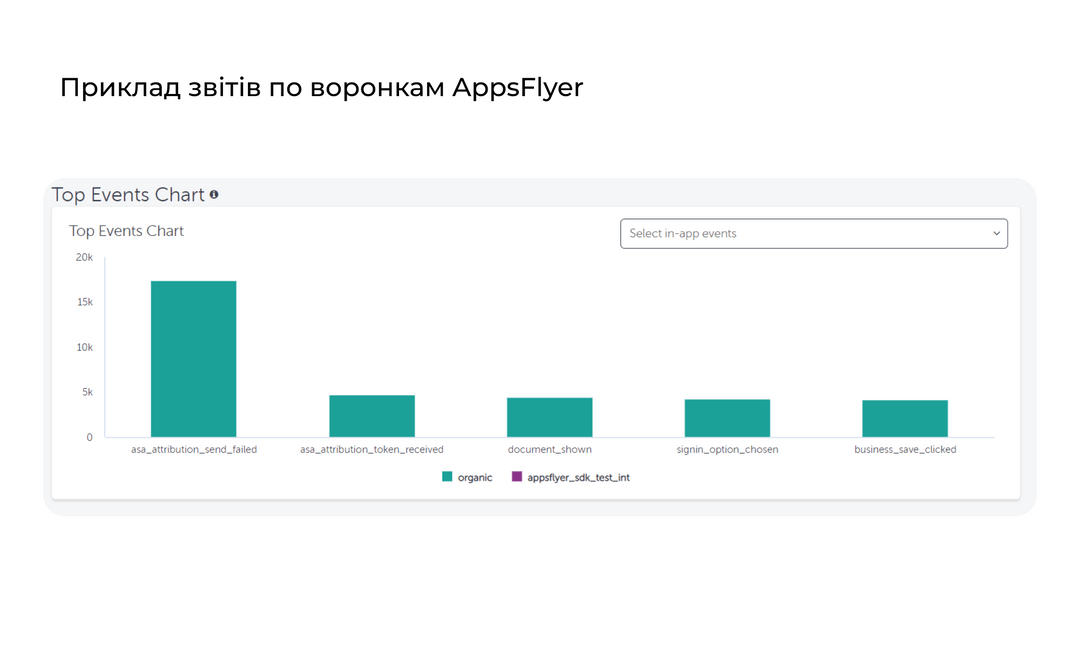 Приклад звітів по воронкам AppsFlyer
Top Events Chart
Top Events Chart
Select in-app events
20k
15k
10k
5k
0
asa_attribution_send_failed
asa_attribution_token_received
document_shown
signin_option_chosen
business_save_clicked
organic
appsflyer_sdk_test_int